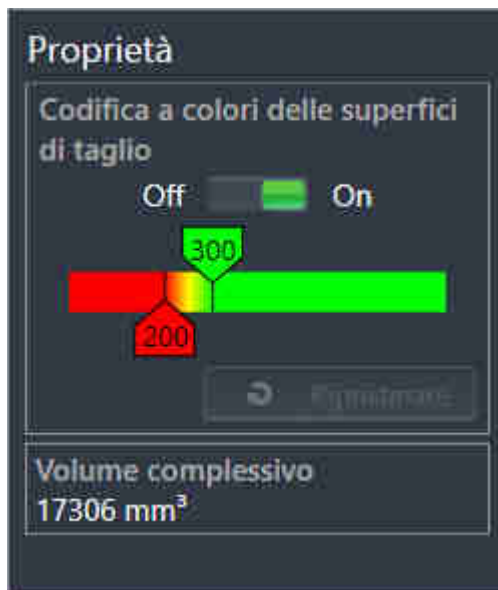 Proprietà
Codifica a colori delle superfici
di taglio
Off On
300
200
Volume complessivo
17306 mm³